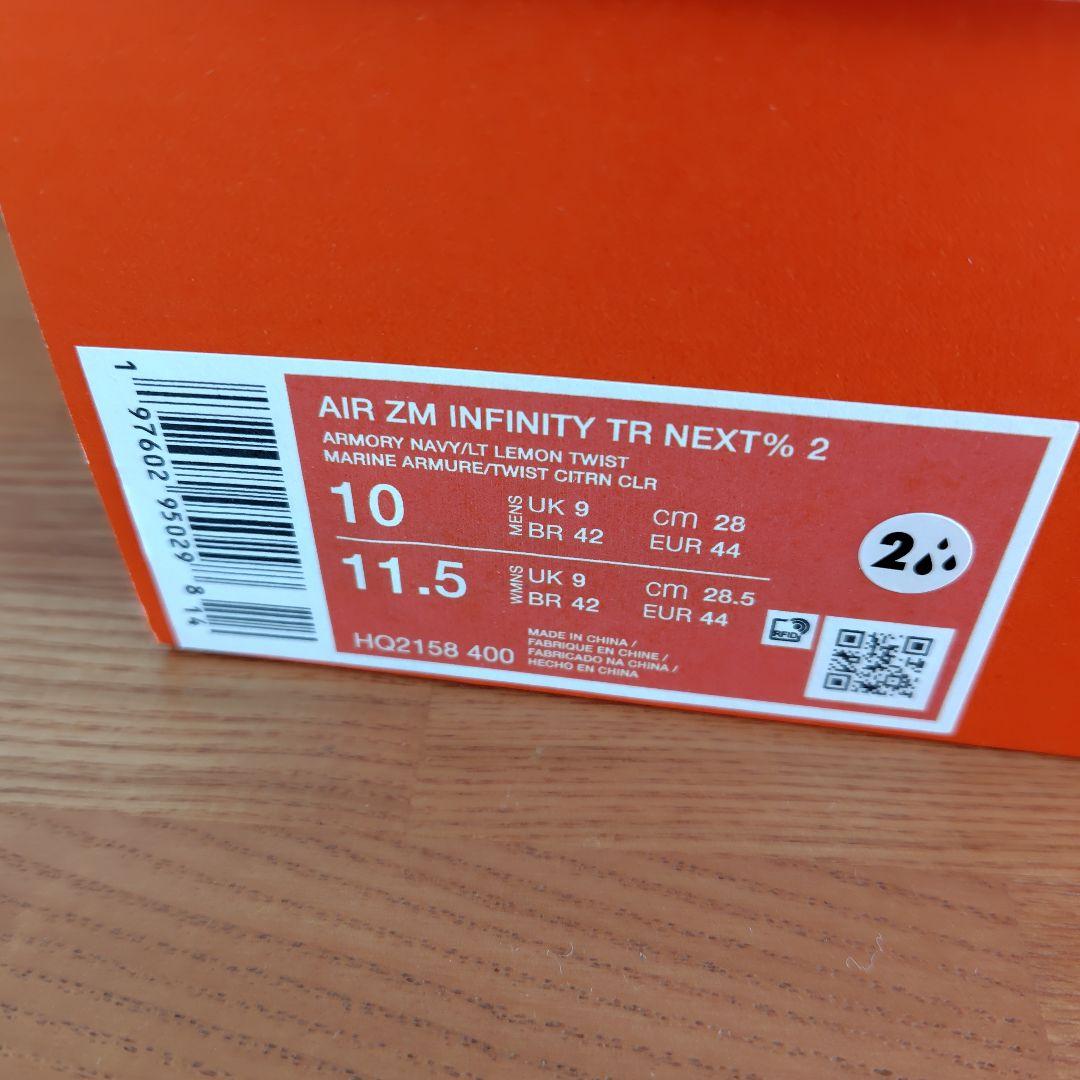 AIR ZM INFINITY TR NEXT% 2
ARMORY NAVY/LT LEMON TWIST
MARINE ARMURE/TWIST CITRN CLR
10 MENS UK 9 cm 28
BR 42 EUR 44
11.5 WMNS UK 9 cm 28.5
BR 42 EUR 44
HQ2158 400
MADE IN CHINA /
FABRIQUE EN CHINE /
FABRICADO NA CHINA /
HECHO EN CHINA
RFID
2
1 97602 95029 8 14